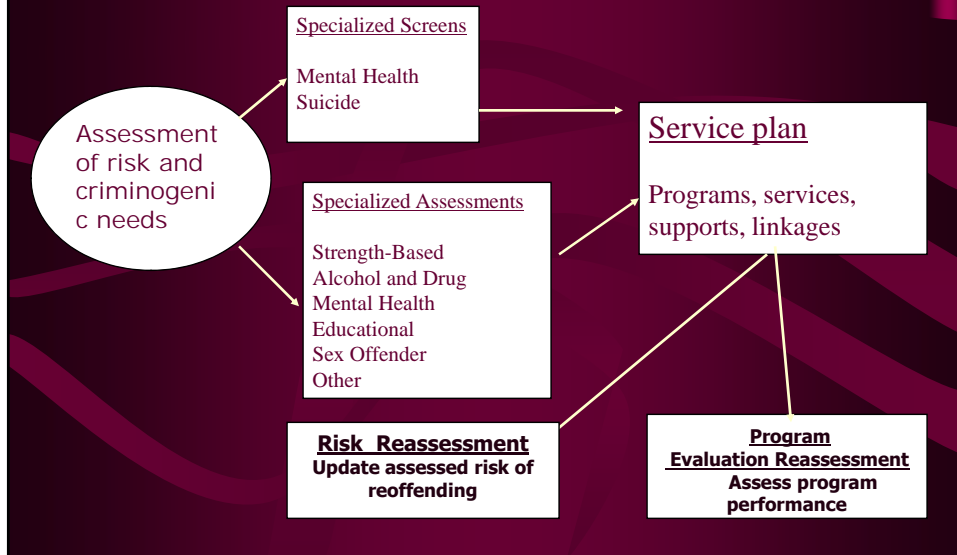 Specialized Screens
Mental Health
Suicide
Assessment
of risk and
criminogeni
c needs
Service plan
Programs, services,
supports, linkages
Specialized Assessments
Strength-Based
Alcohol and Drug
Mental Health
Educational
Sex Offender
Other
Risk Reassessment
Update assessed risk of
reoffending
Program
Evaluation Reassessment
Assess program
performance